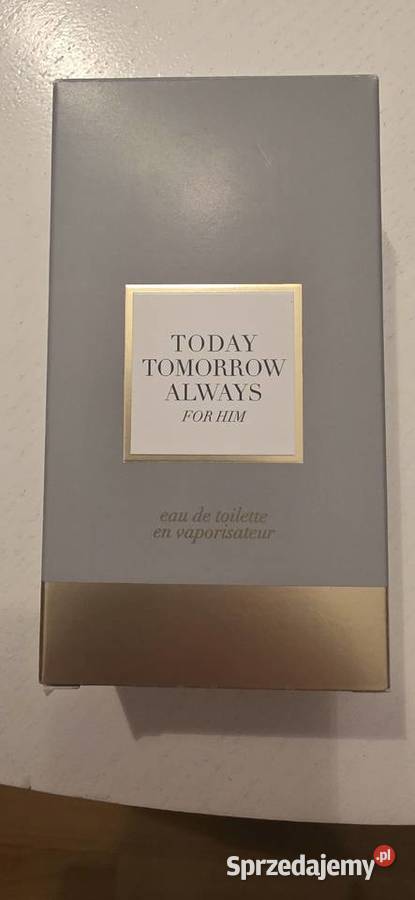 TODAY
TOMORROW
ALWAYS
FOR HIM
eau de toilette
en vaporisateur
Sprzedajemy.pl